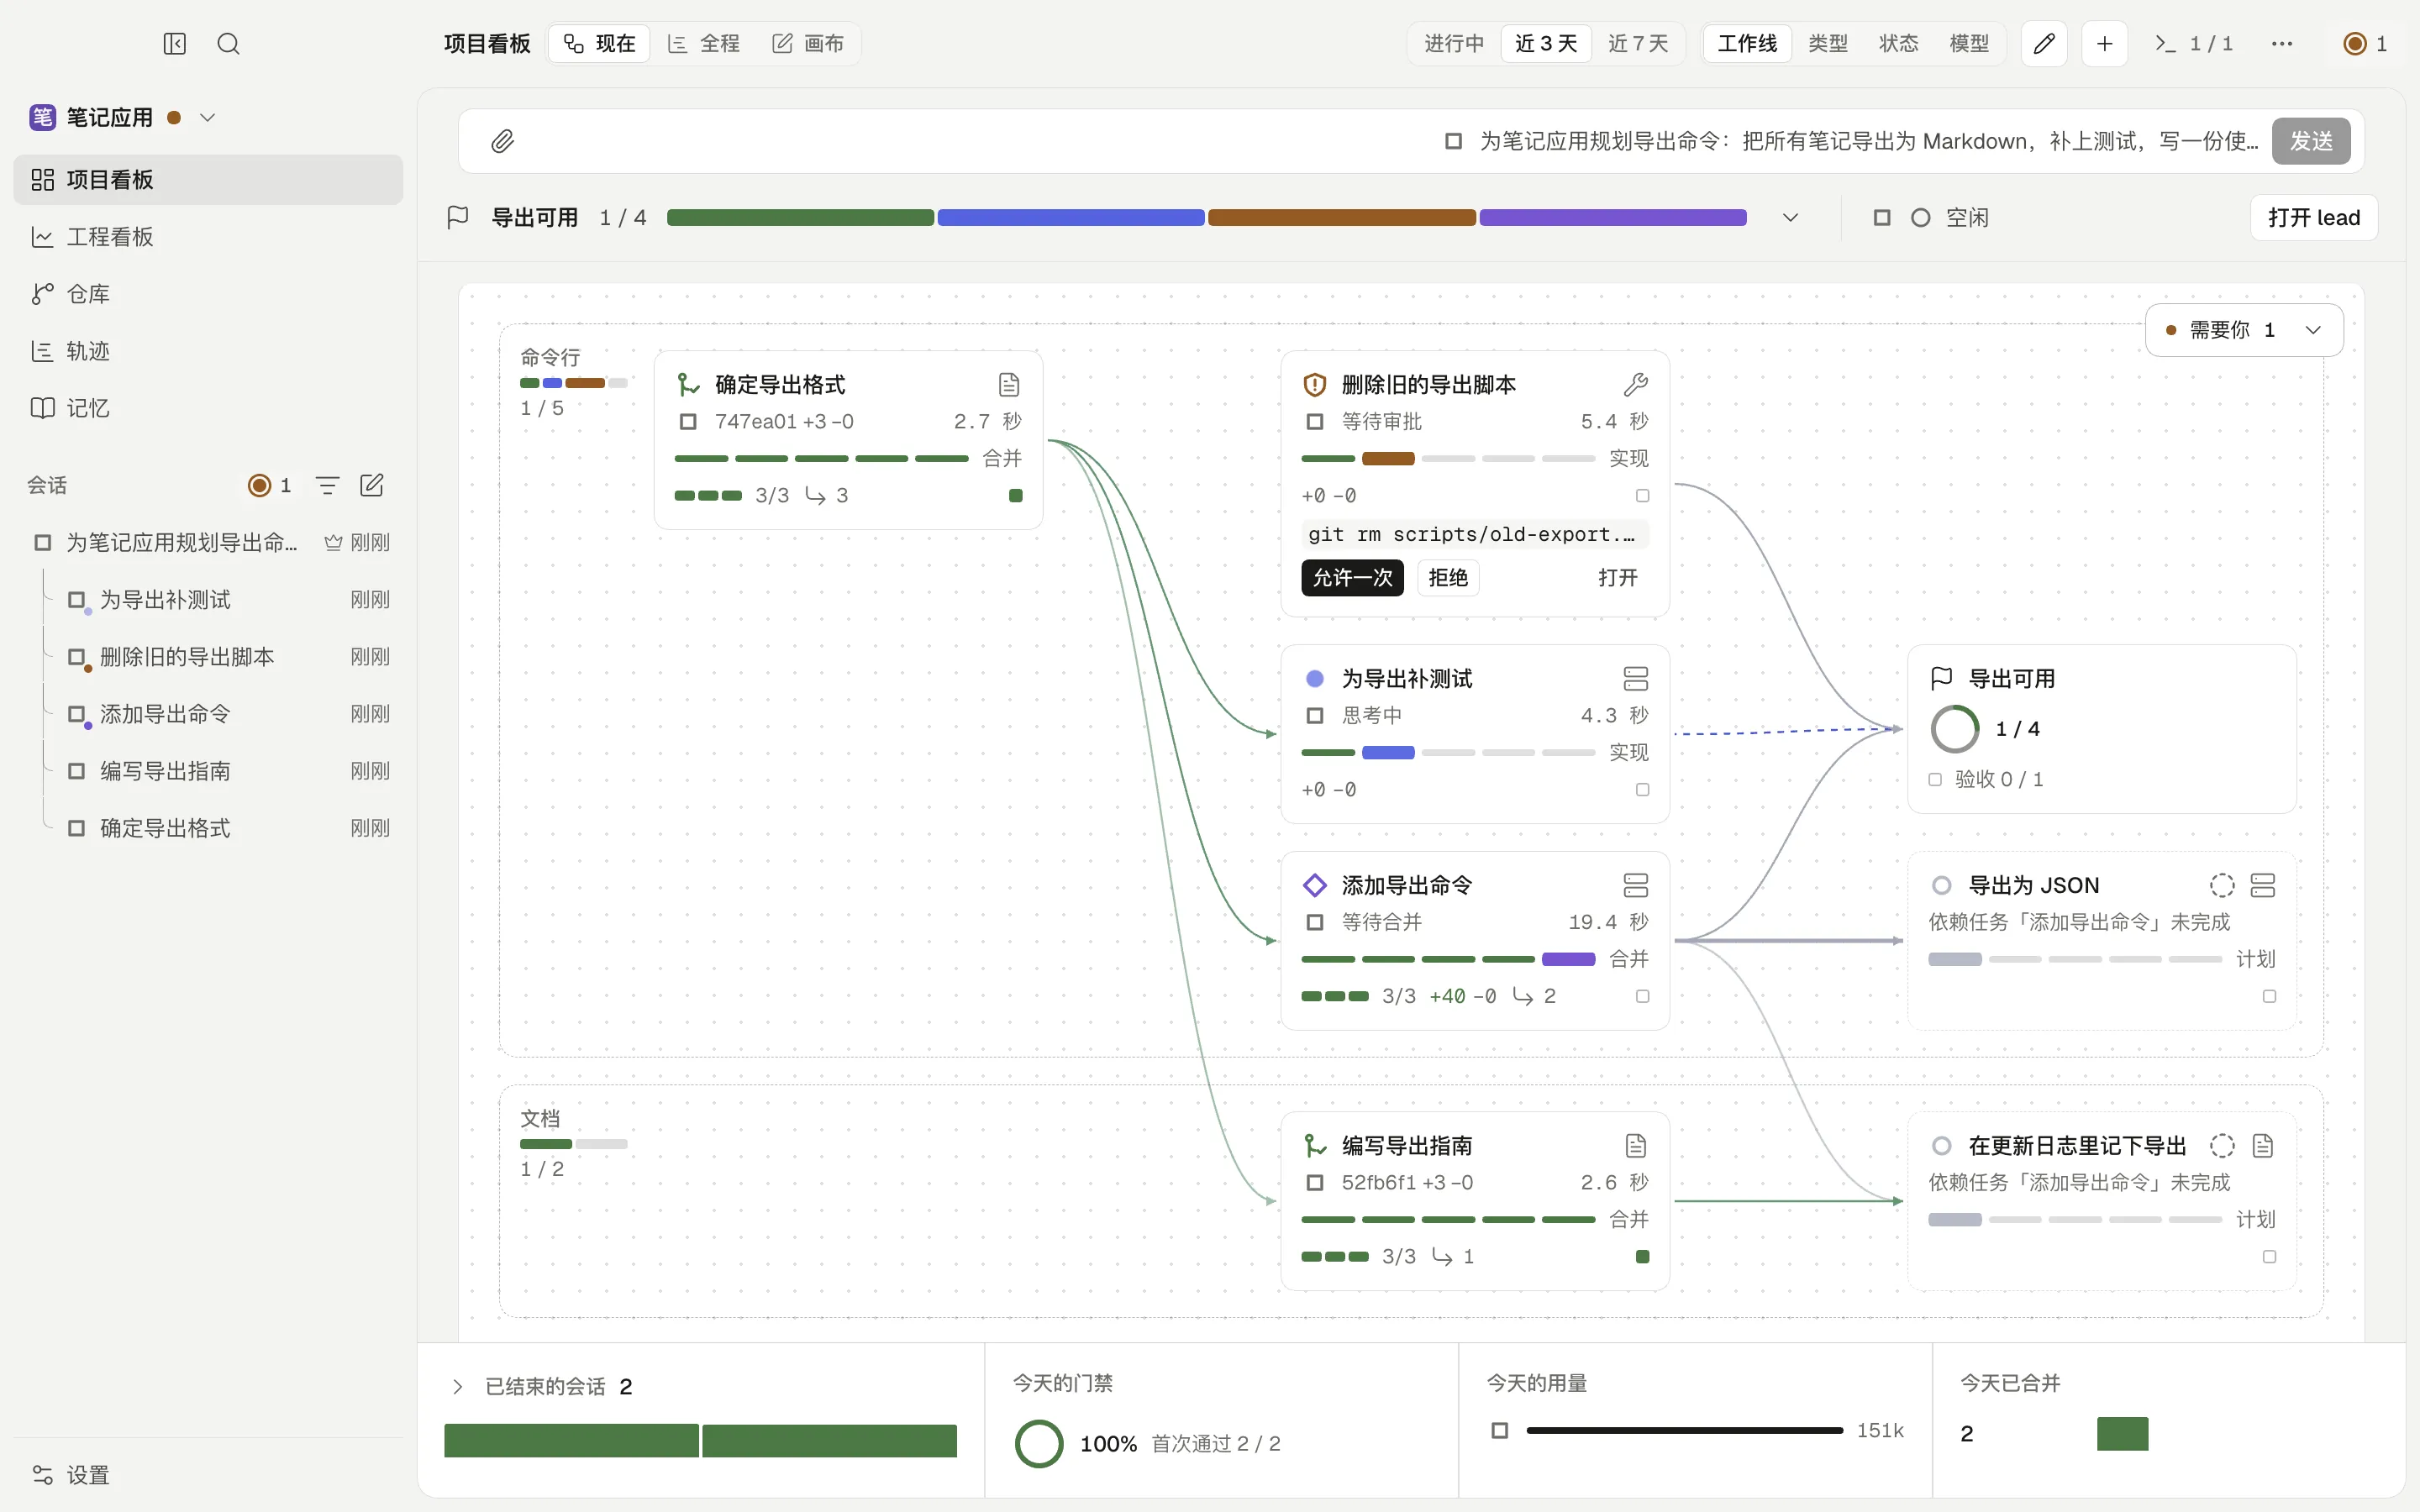 项目看板 现在 全程 画布 进行中 近 3 天 近 7 天 工作线 类型 状态 模型 1 / 1 1
笔 笔记应用
项目看板
工程看板
仓库
轨迹
记忆
会话 1
为笔记应用规划导出命… 刚刚
为导出补测试 刚刚
删除旧的导出脚本 刚刚
添加导出命令 刚刚
编写导出指南 刚刚
确定导出格式 刚刚
设置
为笔记应用规划导出命令：把所有笔记导出为 Markdown，补上测试，写一份使… 发送
导出可用 1 / 4 空闲 打开 lead
需要你 1
命令行
1 / 5
确定导出格式
747ea01 +3 −0 2.7 秒
合并
3/3 3
删除旧的导出脚本
等待审批 5.4 秒
实现
+0 −0
git rm scripts/old-export.…
允许一次 拒绝 打开
为导出补测试
思考中 4.3 秒
实现
+0 −0
导出可用
1 / 4
验收 0 / 1
添加导出命令
等待合并 19.4 秒
合并
3/3 +40 −0 2
导出为 JSON
依赖任务「添加导出命令」未完成
计划
文档
1 / 2
编写导出指南
52fb6f1 +3 −0 2.6 秒
合并
3/3 1
在更新日志里记下导出
依赖任务「添加导出命令」未完成
计划
已结束的会话 2
今天的门禁
100% 首次通过 2 / 2
今天的用量
151k
今天已合并
2